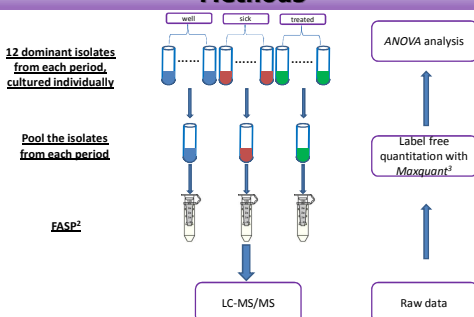 Methods
well
sick
treated
12 dominant isolates
from each period,
cultured individually
......
......
......
ANOVA analysis
Pool the isolates
from each period
Label free
quantitation with
Maxquant³
FASP²
LC-MS/MS
Raw data